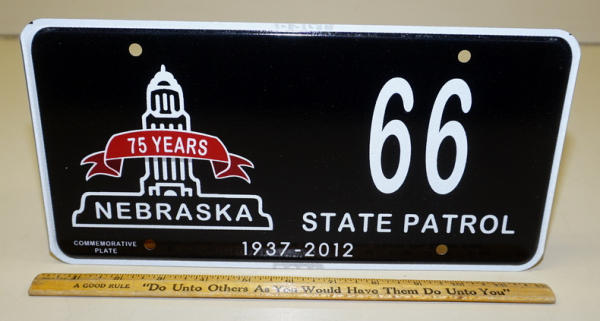 75 YEARS
NEBRASKA
66
STATE PATROL
COMMEMORATIVE
PLATE
1937-2012
A GOOD RULE "Do Unto Others As You Would Have Them Do Unto You"